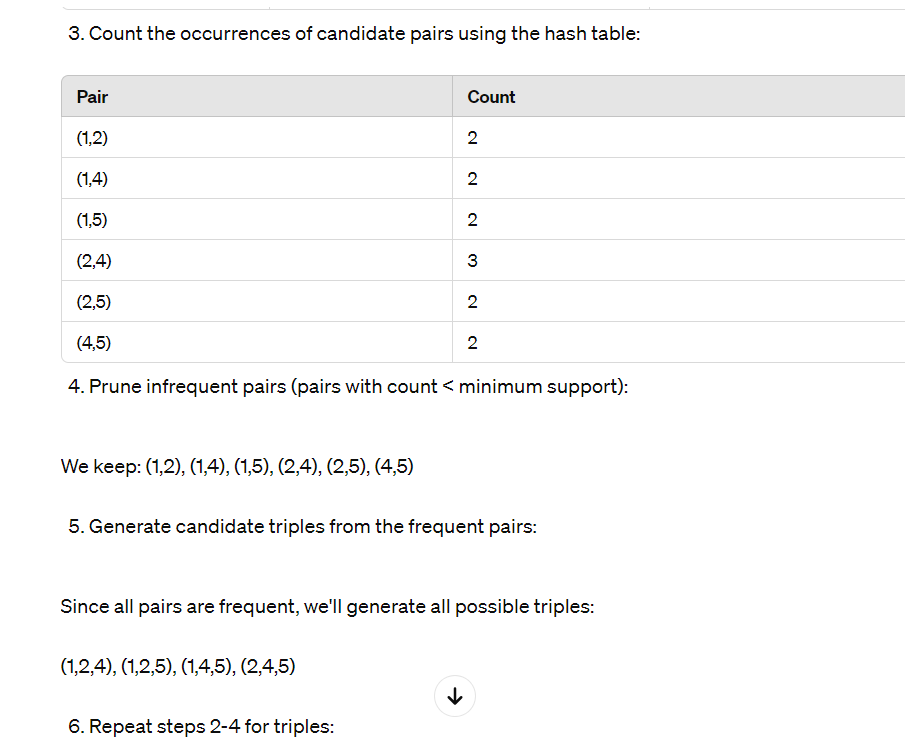 3. Count the occurrences of candidate pairs using the hash table:
Pair Count
(1,2) 2
(1,4) 2
(1,5) 2
(2,4) 3
(2,5) 2
(4,5) 2
4. Prune infrequent pairs (pairs with count < minimum support):
We keep: (1,2), (1,4), (1,5), (2,4), (2,5), (4,5)
5. Generate candidate triples from the frequent pairs:
Since all pairs are frequent, we'll generate all possible triples:
(1,2,4), (1,2,5), (1,4,5), (2,4,5)
6. Repeat steps 2-4 for triples: